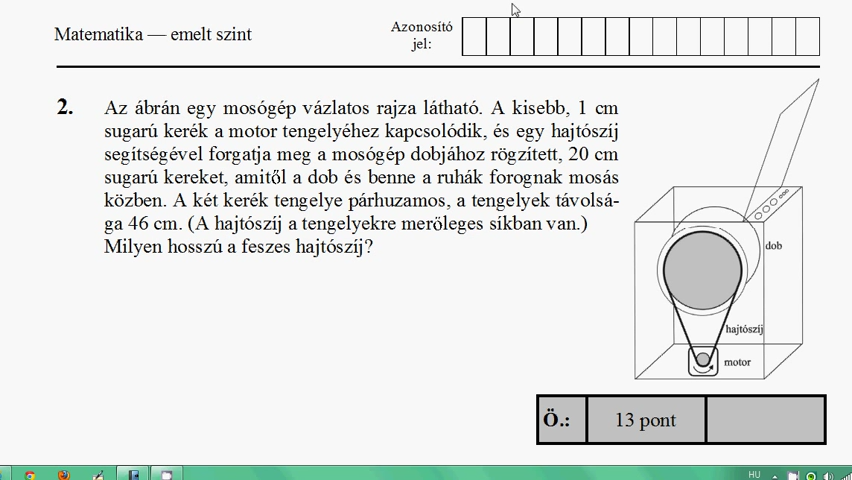 Matematika — emelt szint
Azonosító
jel:
2.
Az ábrán egy mosógép vázlatos rajza látható. A kisebb, 1 cm
sugarú kerék a motor tengelyéhez kapcsolódik, és egy hajtószíj
segítségével forgatja meg a mosógép dobjához rögzített, 20 cm
sugarú kereket, amitől a dob és benne a ruhák forognak mosás
közben. A két kerék tengelye párhuzamos, a tengelyek távolsá-
ga 46 cm. (A hajtószíj a tengelyekre merőleges síkban van.)
Milyen hosszú a feszes hajtószíj?
dob
hajtószíj
motor
Ö.:
13 pont
HU